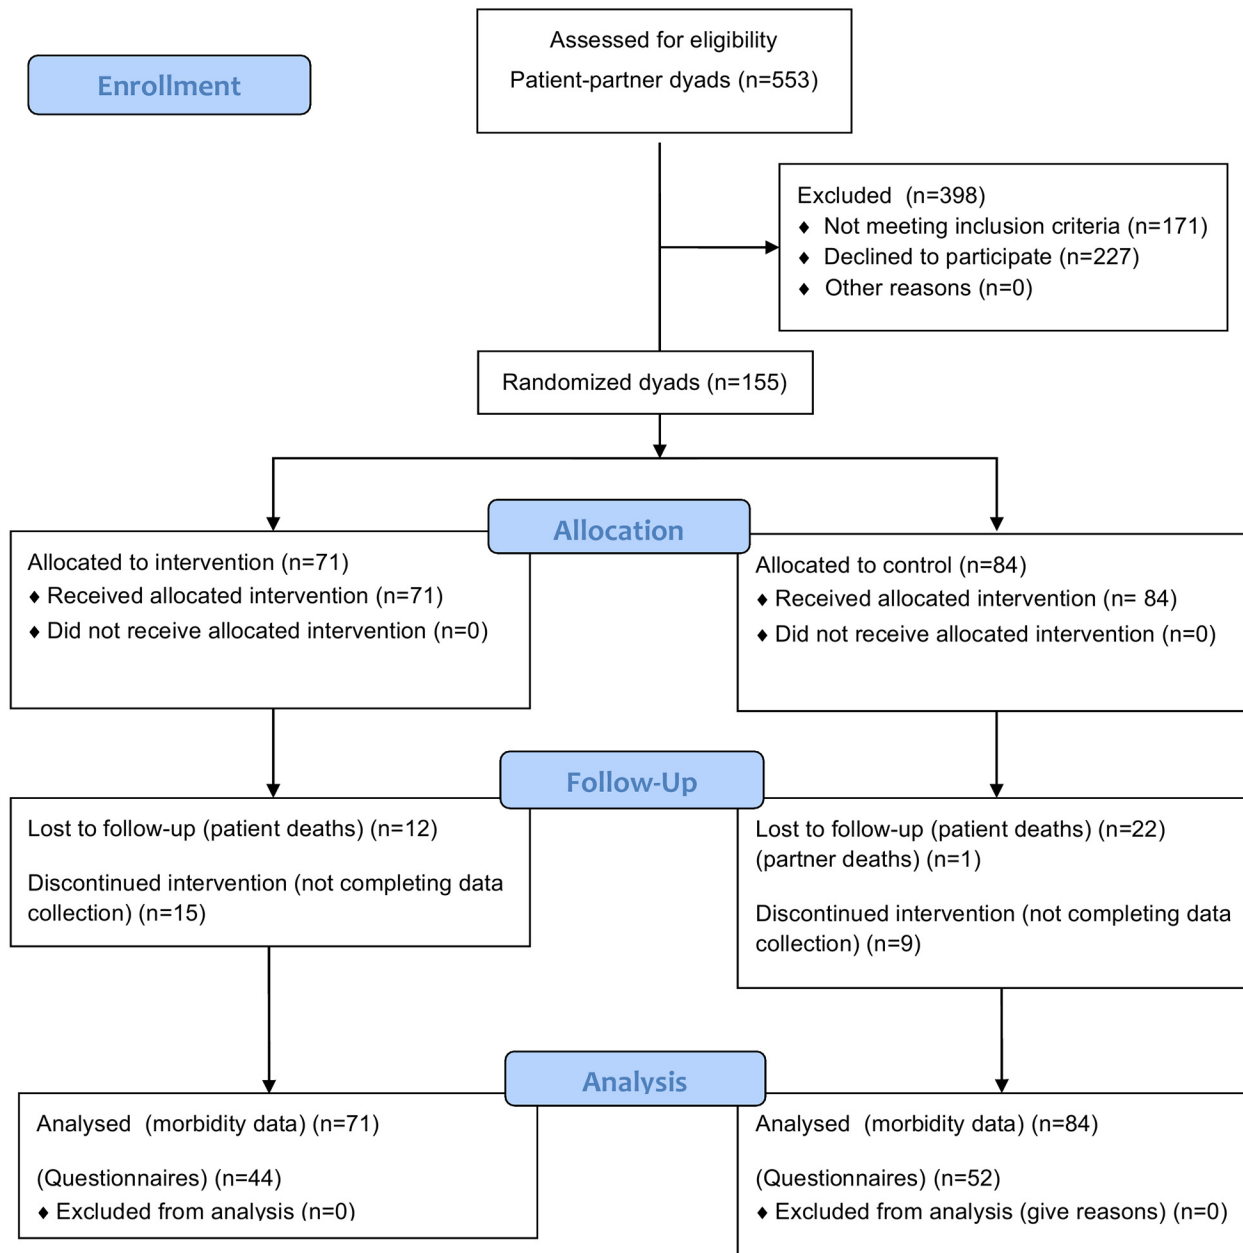 Assessed for eligibility
Patient-partner dyads (n=553)
Enrollment
Excluded (n=398)
♦ Not meeting inclusion criteria (n=171)
♦ Declined to participate (n=227)
♦ Other reasons (n=0)
Randomized dyads (n=155)
Allocation
Allocated to intervention (n=71)
♦ Received allocated intervention (n=71)
♦ Did not receive allocated intervention (n=0)
Allocated to control (n=84)
♦ Received allocated intervention (n= 84)
♦ Did not receive allocated intervention (n=0)
Follow-Up
Lost to follow-up (patient deaths) (n=12)
Discontinued intervention (not completing data
collection) (n=15)
Lost to follow-up (patient deaths) (n=22)
(partner deaths) (n=1)
Discontinued intervention (not completing data
collection) (n=9)
Analysis
Analysed (morbidity data) (n=71)
(Questionnaires) (n=44)
♦ Excluded from analysis (n=0)
Analysed (morbidity data) (n=84)
(Questionnaires) (n=52)
♦ Excluded from analysis (give reasons) (n=0)